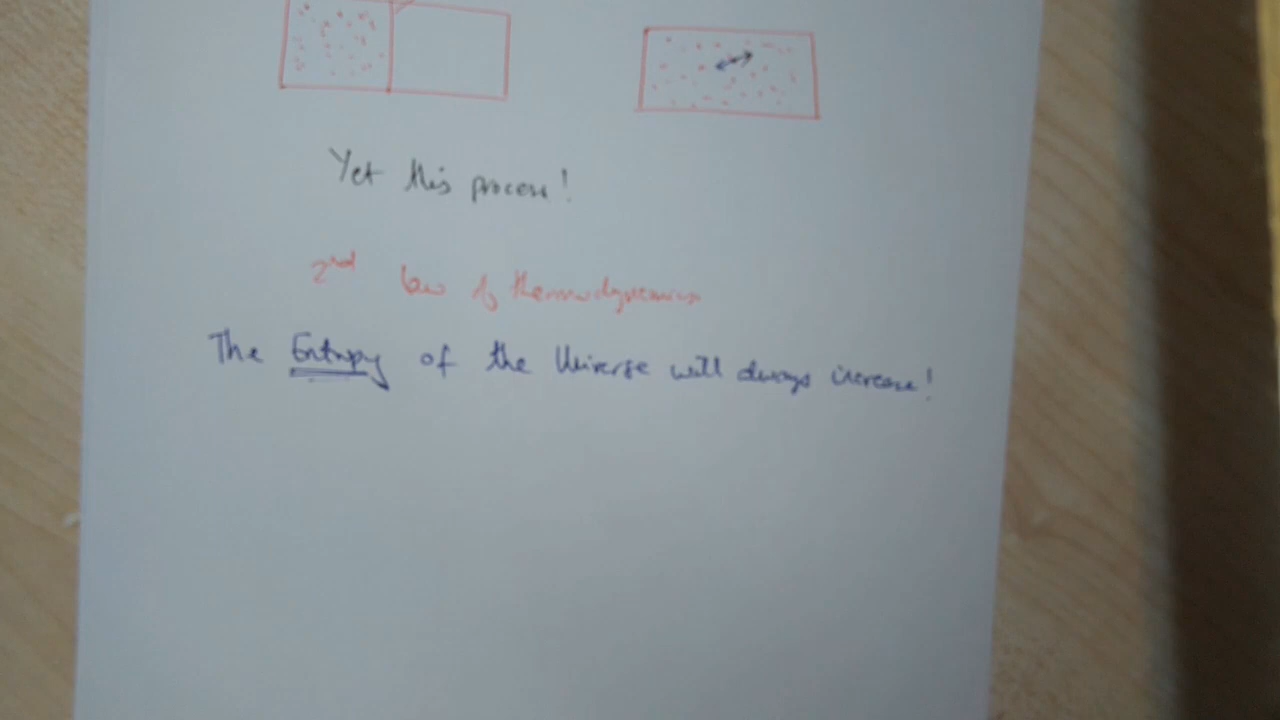 Yet this process!
2nd law of thermodynamics
The Entropy of the Universe will always increase!